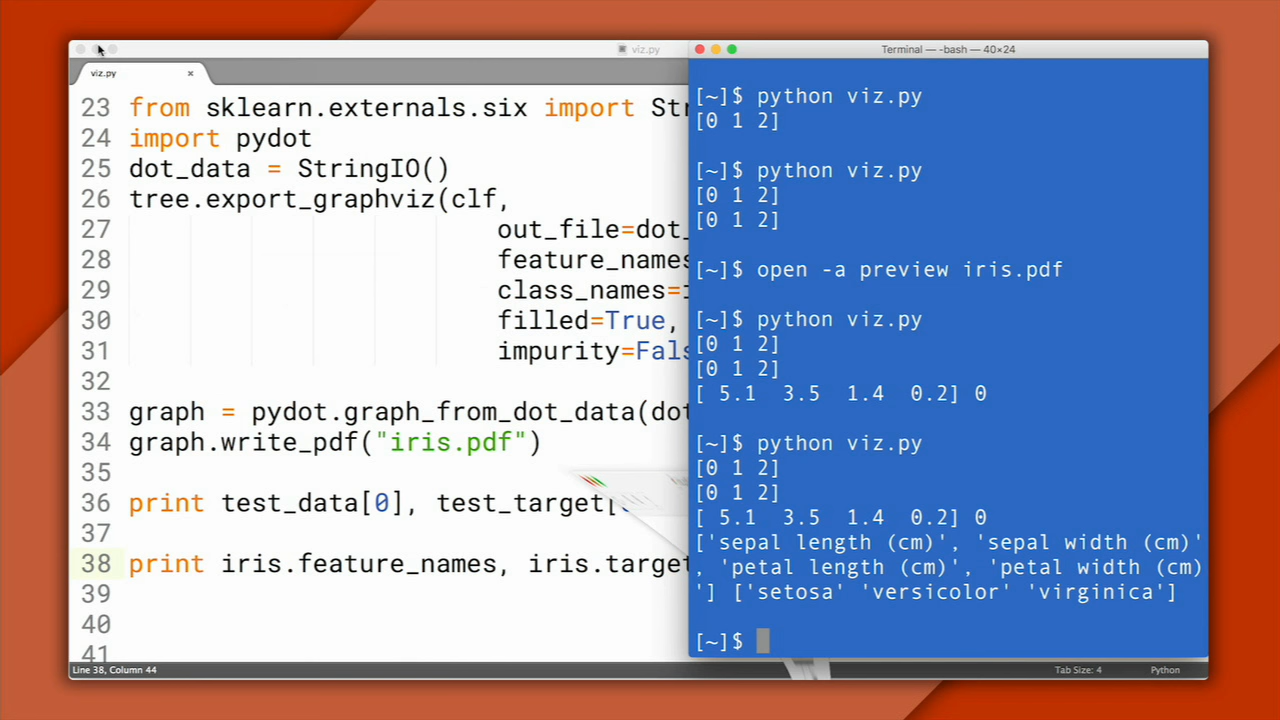 viz.py
viz.py
23 from sklearn.externals.six import
24 import pydot
25 dot_data = StringIO()
26 tree.export_graphviz(clf,
27 out_file=dot_
28 feature_names
29 class_names=
30 filled=True,
31 impurity=Fals
32
33 graph = pydot.graph_from_dot_data(dot
34 graph.write_pdf("iris.pdf")
35
36 print test_data[0], test_target[
37
38 print iris.feature_names, iris.target
39
40
41
Line 38, Column 44
Tab Size: 4
Python
Terminal — -bash — 40×24
[~]$ python viz.py
[0 1 2]
[~]$ python viz.py
[0 1 2]
[0 1 2]
[~]$ open -a preview iris.pdf
[~]$ python viz.py
[0 1 2]
[0 1 2]
[ 5.1 3.5 1.4 0.2] 0
[~]$ python viz.py
[0 1 2]
[0 1 2]
[ 5.1 3.5 1.4 0.2] 0
['sepal length (cm)', 'sepal width (cm)'
, 'petal length (cm)', 'petal width (cm)
'] ['setosa' 'versicolor' 'virginica']
[~]$